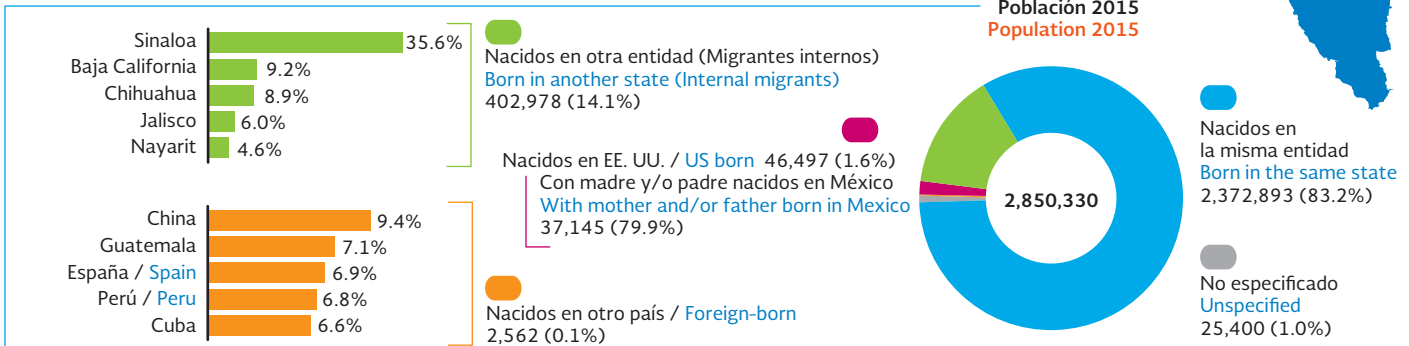 Población 2015
Population 2015
Sinaloa 35.6%
Baja California 9.2%
Chihuahua 8.9%
Jalisco 6.0%
Nayarit 4.6%
Nacidos en otra entidad (Migrantes internos)
Born in another state (Internal migrants)
402,978 (14.1%)
Nacidos en EE. UU. / US born 46,497 (1.6%)
Con madre y/o padre nacidos en México
With mother and/or father born in Mexico
37,145 (79.9%)
China 9.4%
Guatemala 7.1%
España / Spain 6.9%
Perú / Peru 6.8%
Cuba 6.6%
Nacidos en otro país / Foreign-born
2,562 (0.1%)
2,850,330
Nacidos en
la misma entidad
Born in the same state
2,372,893 (83.2%)
No especificado
Unspecified
25,400 (1.0%)